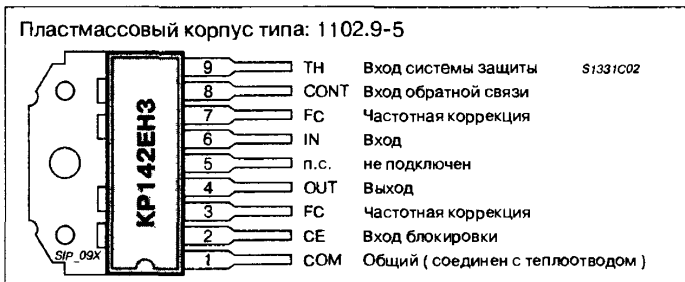 Пластмассовый корпус типа: 1102.9-5
9 TH Вход системы защиты S1331C02
8 CONT Вход обратной связи
7 FC Частотная коррекция
6 IN Вход
5 п.с. не подключен
4 OUT Выход
3 FC Частотная коррекция
2 CE Вход блокировки
1 COM Общий ( соединен с теплоотводом )
КР142ЕН3
SIP_09X